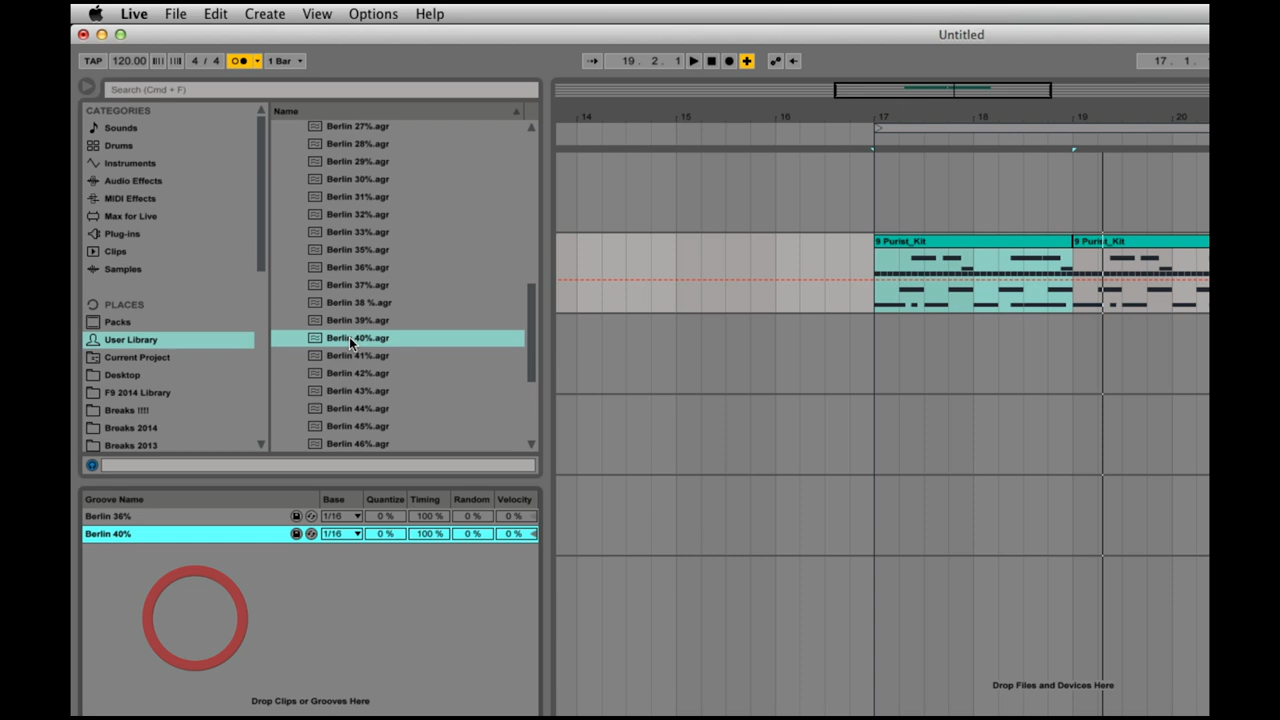 Live File Edit Create View Options Help
Untitled
TAP 120.00 4 / 4 1 Bar 19 . 2 . 1 17 . 1 .
Search (Cmd + F)
CATEGORIES
Sounds
Drums
Instruments
Audio Effects
MIDI Effects
Max for Live
Plug-ins
Clips
Samples
PLACES
Packs
User Library
Current Project
Desktop
F9 2014 Library
Breaks !!!!
Breaks 2014
Breaks 2013
Name
Berlin 27%.agr
Berlin 28%.agr
Berlin 29%.agr
Berlin 30%.agr
Berlin 31%.agr
Berlin 32%.agr
Berlin 33%.agr
Berlin 35%.agr
Berlin 36%.agr
Berlin 37%.agr
Berlin 38 %.agr
Berlin 39%.agr
Berlin 40%.agr
Berlin 41%.agr
Berlin 42%.agr
Berlin 43%.agr
Berlin 44%.agr
Berlin 45%.agr
Berlin 46%.agr
14 15 16 17 18 19 20
9 Purist_Kit 9 Purist_Kit
Groove Name Base Quantize Timing Random Velocity
Berlin 36% 1/16 0 % 100 % 0 % 0 %
Berlin 40% 1/16 0 % 100 % 0 % 0 %
Drop Clips or Grooves Here
Drop Files and Devices Here